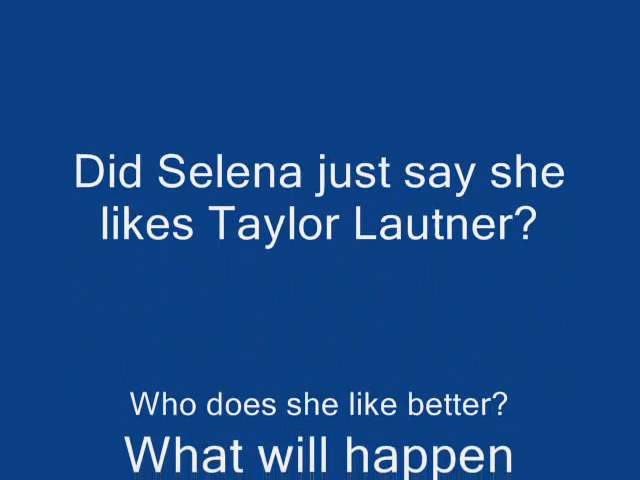 Did Selena just say she
likes Taylor Lautner?
Who does she like better?
What will happen